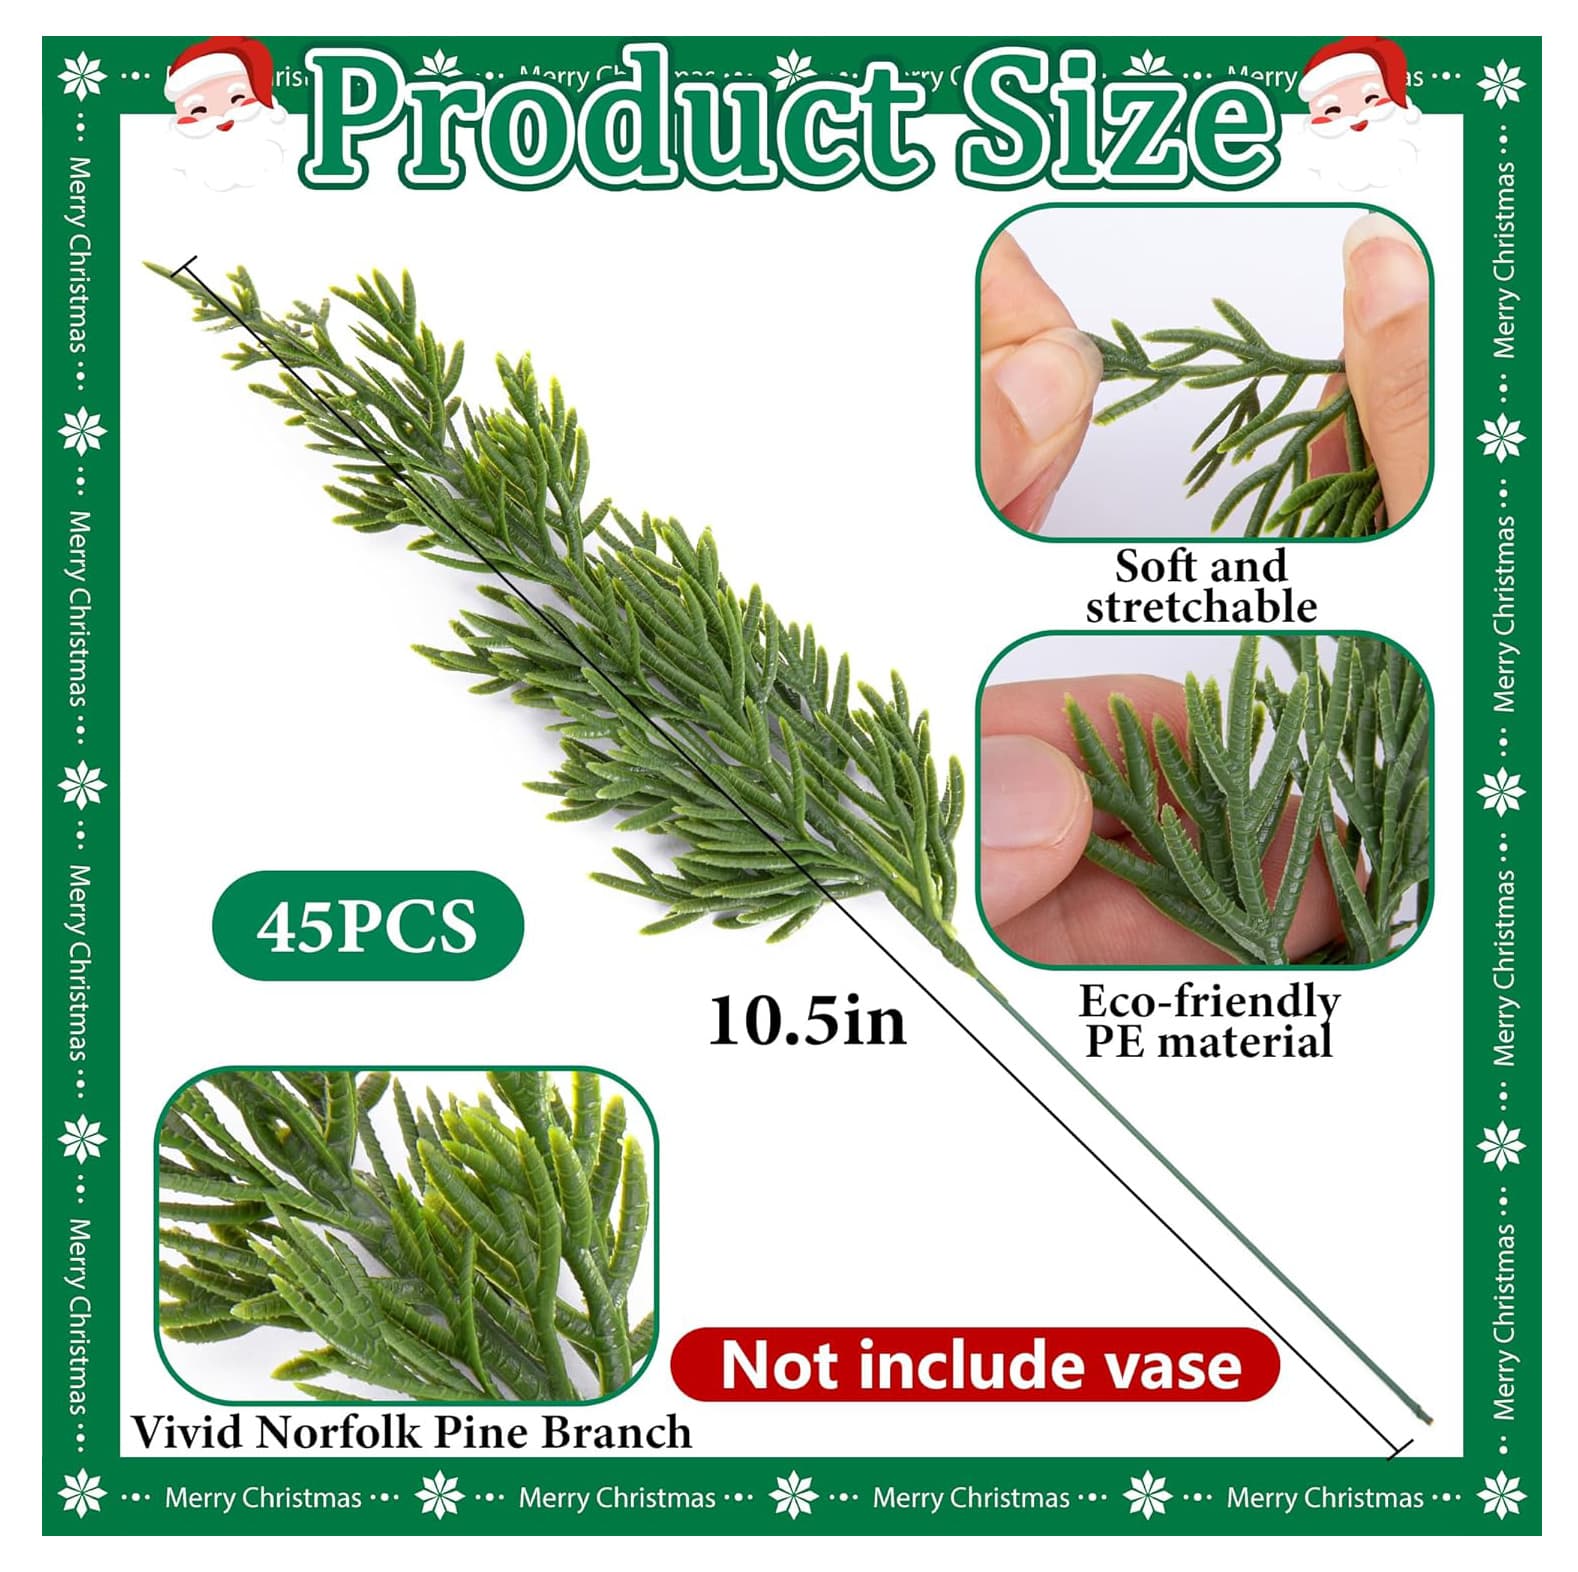 Product Size
Soft and
stretchable
Eco-friendly
PE material
45PCS
10.5in
Not include vase
Vivid Norfolk Pine Branch
Merry Christmas
Merry Christmas
Merry Christmas
Merry Christmas
Merry Christmas
Merry Christmas
Merry Christmas
Merry Christmas
Merry Christmas
Merry Christmas
Merry Christmas
Merry Christmas